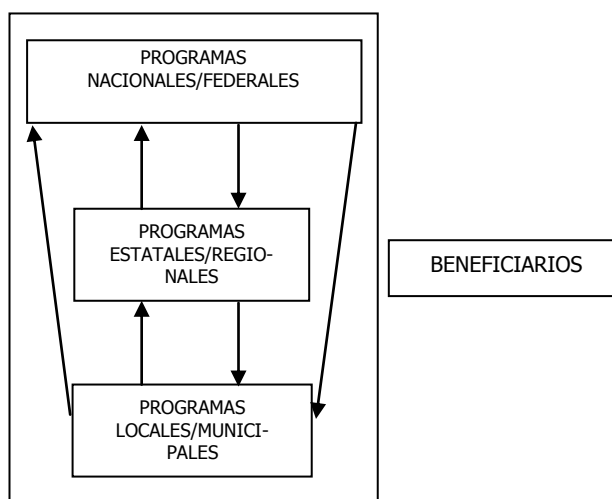 PROGRAMAS
NACIONALES/FEDERALES
PROGRAMAS
ESTATALES/REGIO-
NALES
BENEFICIARIOS
PROGRAMAS
LOCALES/MUNICI-
PALES